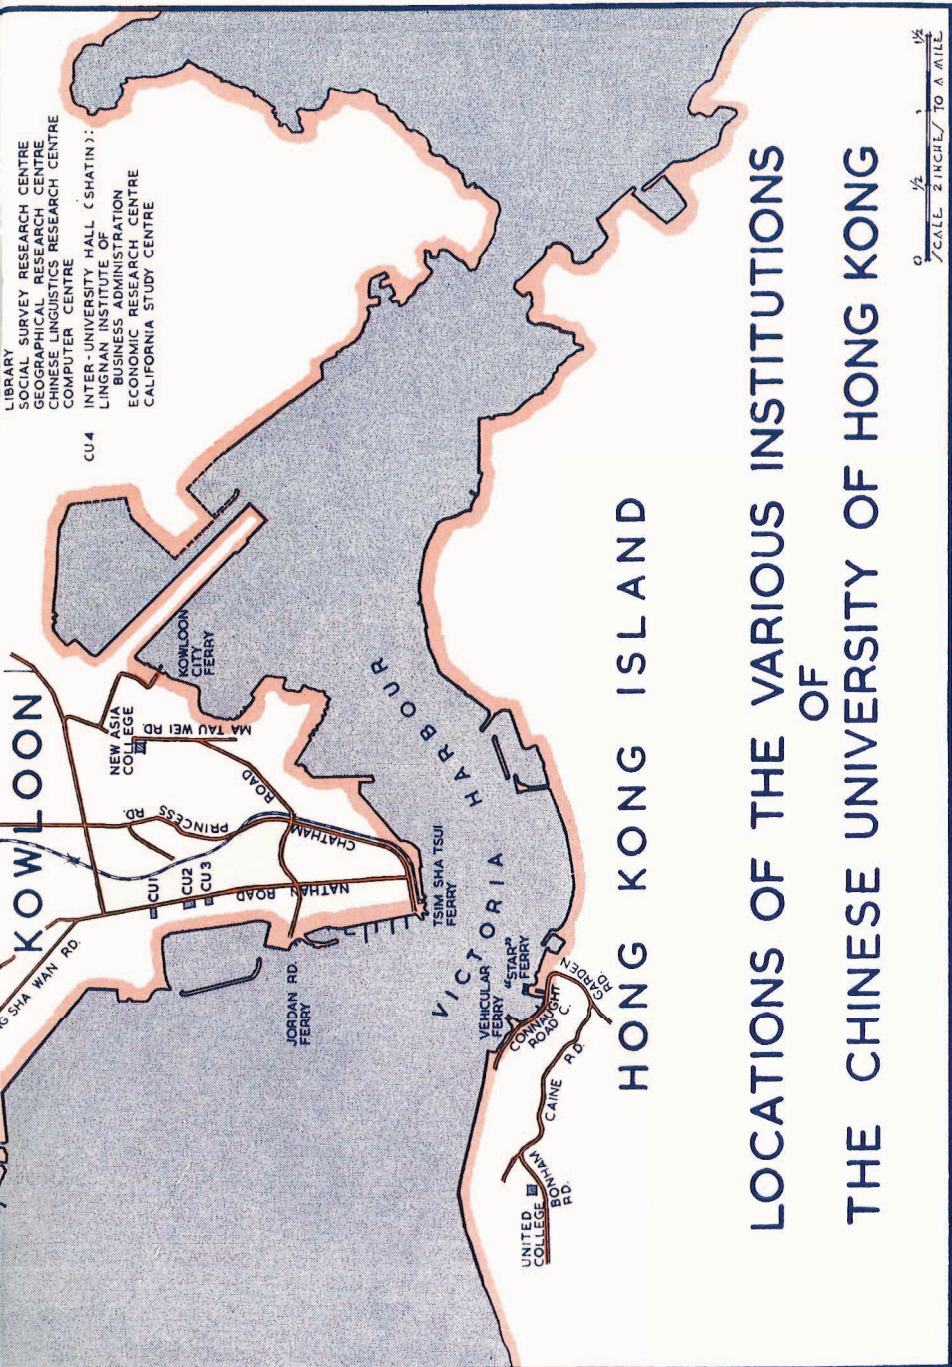 LIBRARY
SOCIAL SURVEY RESEARCH CENTRE
GEOGRAPHICAL RESEARCH CENTRE
CHINESE LINGUISTICS RESEARCH CENTRE
COMPUTER CENTRE
CU4 INTER-UNIVERSITY HALL (SHATIN):
LINGNAN INSTITUTE OF
BUSINESS ADMINISTRATION
ECONOMIC RESEARCH CENTRE
CALIFORNIA STUDY CENTRE
KOWLOON
SHA WAN RD.
CU1
CU2
CU3
PRINCESS
RD.
NEW ASIA
COLLEGE
MA TAU WEI RD.
KOWLOON
CITY
FERRY
NATHAN
ROAD
CHATHAM
ROAD
JORDAN RD.
FERRY
TSIM SHA TSUI
FERRY
VICTORIA HARBOUR
VEHICULAR
FERRY
"STAR"
FERRY
CONNAUGHT
ROAD C.
GARDEN
RD.
CAINE RD.
BONHAM
RD.
UNITED
COLLEGE
HONG KONG ISLAND
LOCATIONS OF THE VARIOUS INSTITUTIONS
OF
THE CHINESE UNIVERSITY OF HONG KONG
0 1/2 1 1½
SCALE 2 INCHES TO A MILE